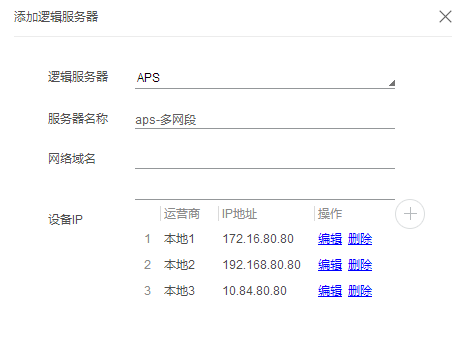 添加逻辑服务器
逻辑服务器 APS
服务器名称 aps-多网段
网络域名
设备IP
运营商 IP地址 操作
1 本地1 172.16.80.80 编辑 删除
2 本地2 192.168.80.80 编辑 删除
3 本地3 10.84.80.80 编辑 删除